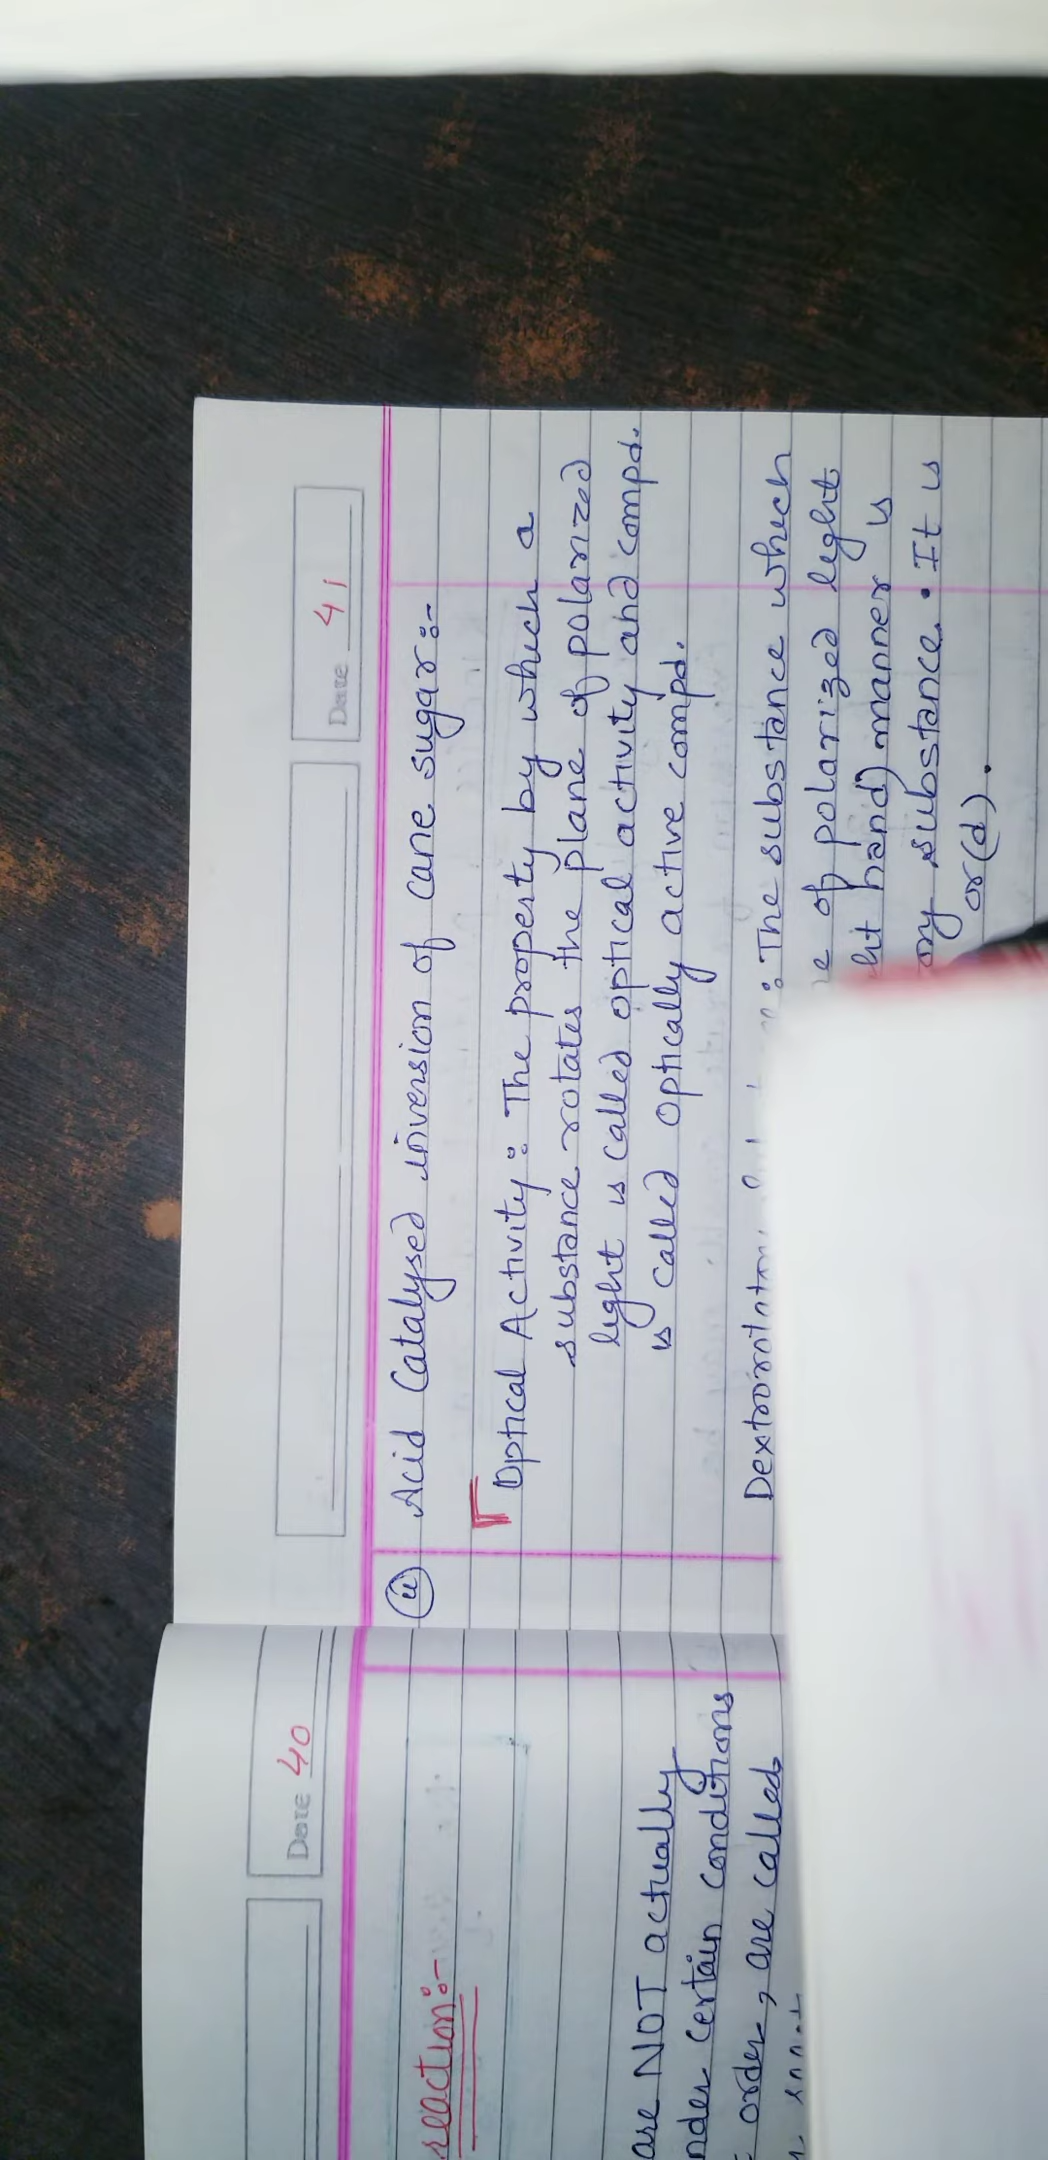 Date 40
reaction:-
are NOT actually
certain conditions
order, are called
Date 41
(ii) Acid Catalysed inversion of cane sugar:-
Optical Activity: The property by which a
substance rotates the plane of polarized
light is called optical activity and compd.
is called optically active compd.
: The substance which
of polarized light
hand) manner is
substance. It is
or (d).